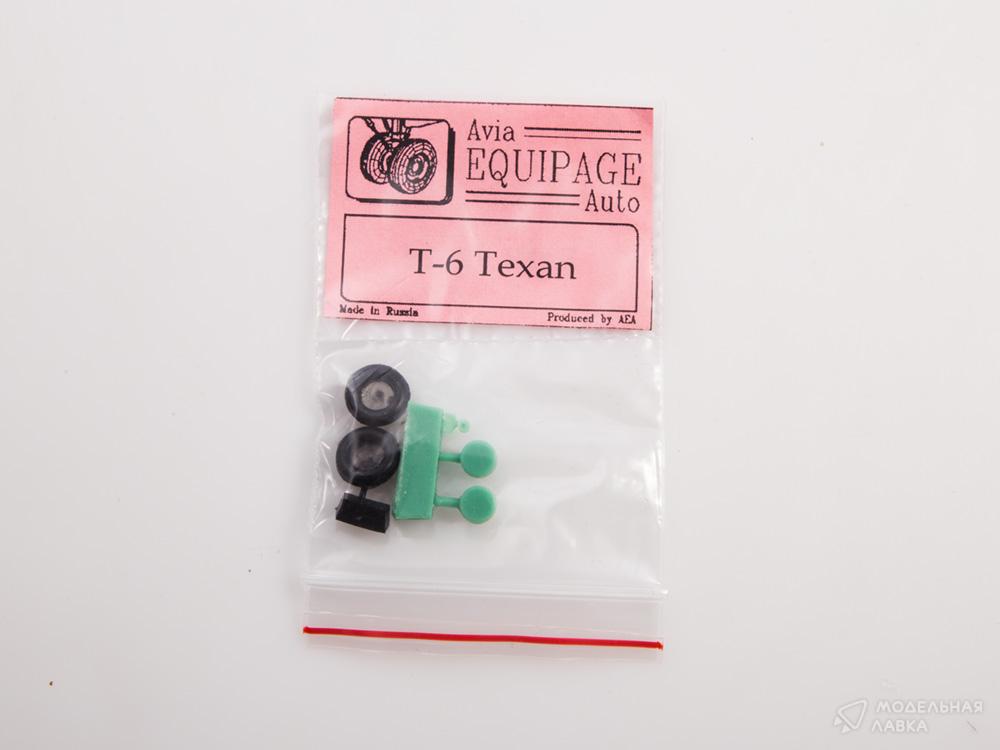 Avia
EQUIPAGE
Auto
T-6 Texan
Made in Russia
Produced by AEA
МОДЕЛЬНАЯ
ЛАВКА